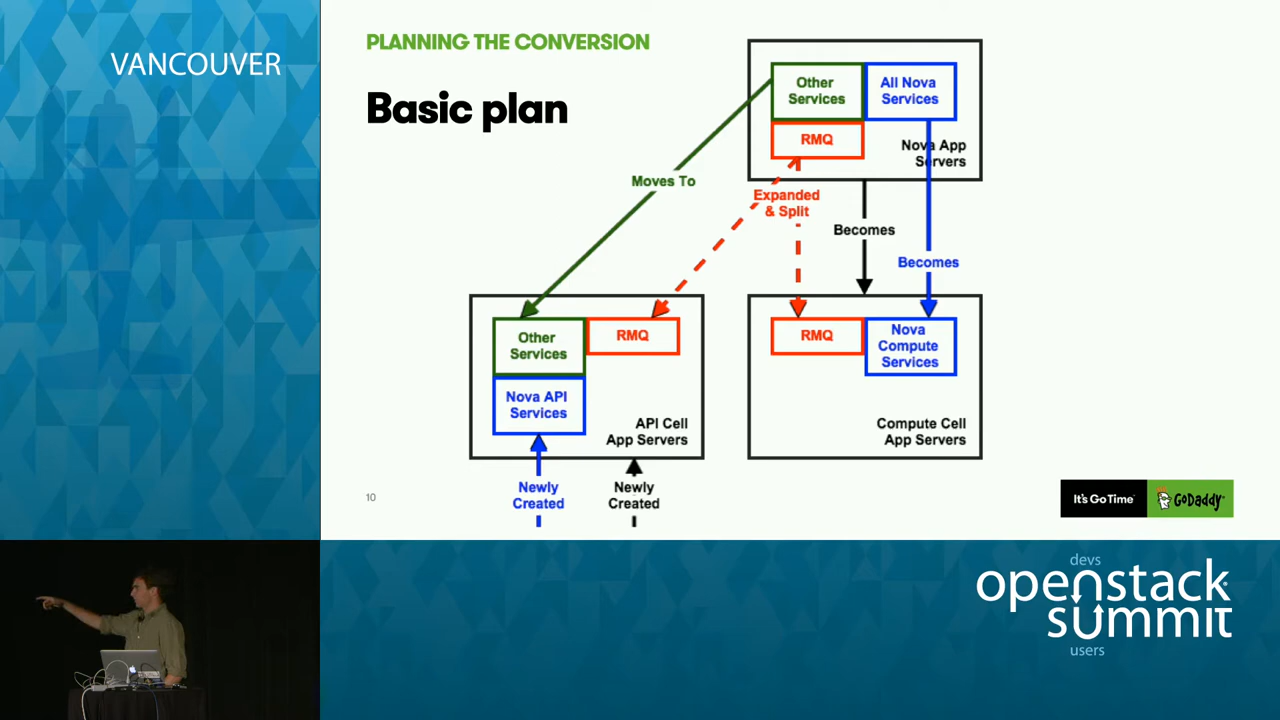 VANCOUVER
PLANNING THE CONVERSION
Basic plan
Other
Services
All Nova
Services
RMQ
Nova App
Servers
Moves To
Expanded
& Split
Becomes
Becomes
Other
Services
RMQ
Nova API
Services
API Cell
App Servers
RMQ
Nova
Compute
Services
Compute Cell
App Servers
Newly
Created
Newly
Created
10
It's Go Time
GoDaddy
devs
openstack
summit
users